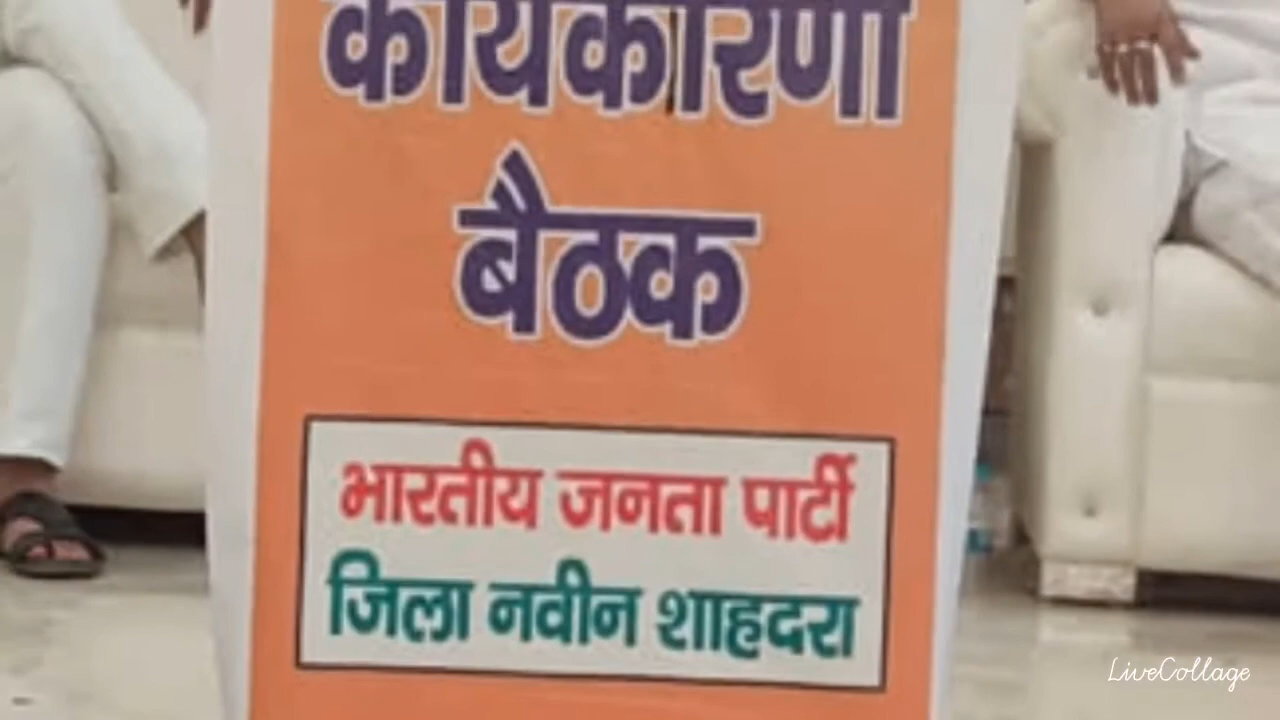 कार्यकारिणी
बैठक
भारतीय जनता पार्टी
जिला नवीन शाहदरा
LiveCollage